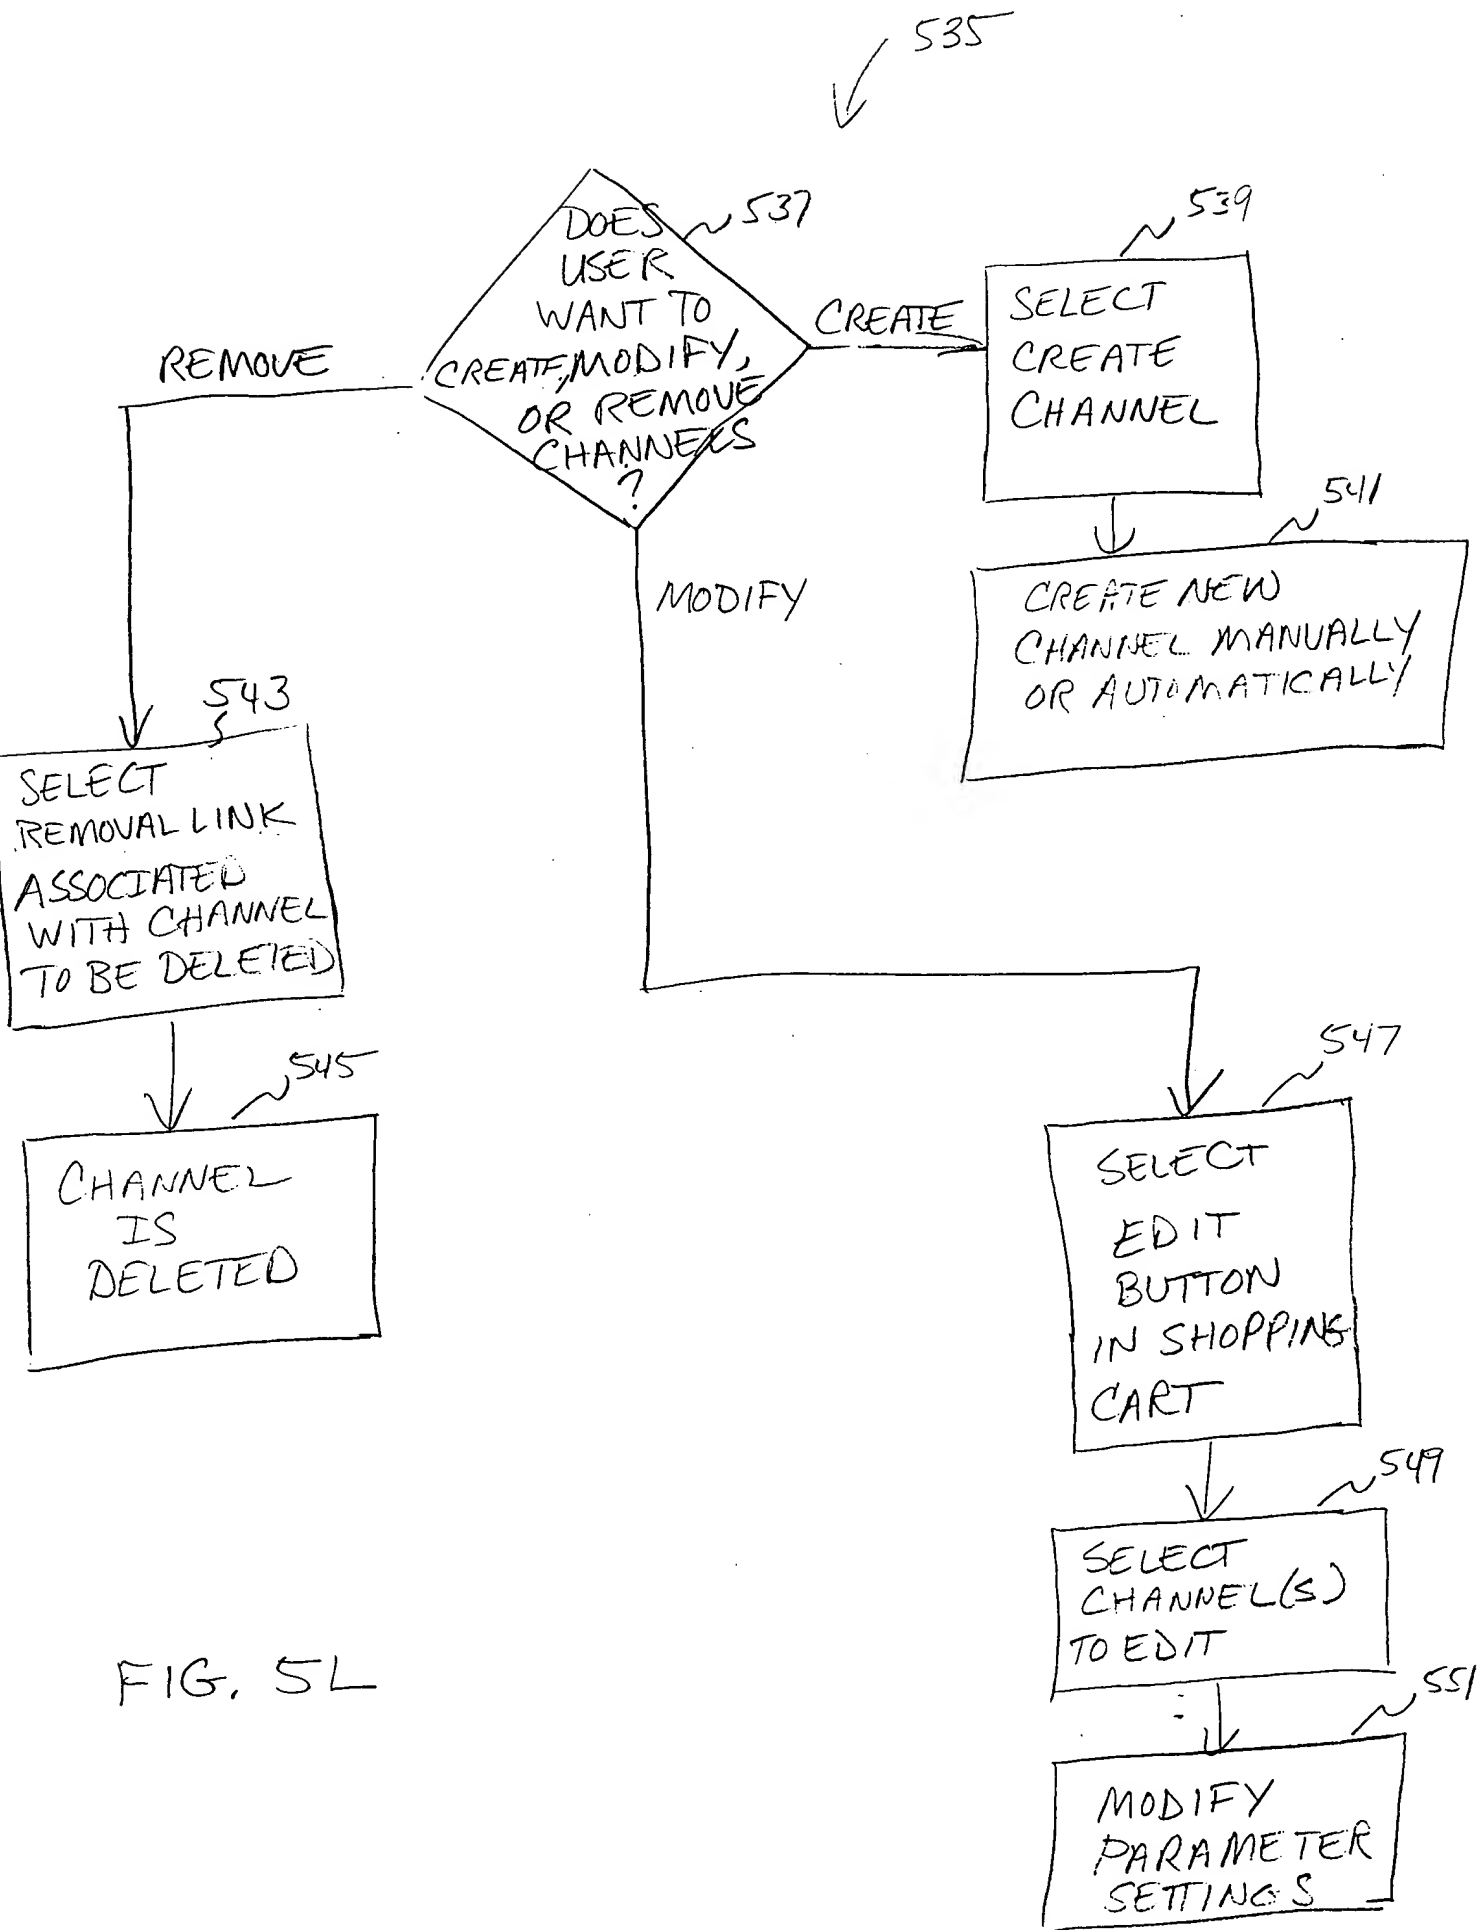 535
537
DOES
USER
WANT TO
CREATE, MODIFY,
OR REMOVE
CHANNELS
?
CREATE
539
SELECT
CREATE
CHANNEL
541
CREATE NEW
CHANNEL MANUALLY
OR AUTOMATICALLY
REMOVE
543
SELECT
REMOVAL LINK
ASSOCIATED
WITH CHANNEL
TO BE DELETED
545
CHANNEL
IS
DELETED
MODIFY
547
SELECT
EDIT
BUTTON
IN SHOPPING
CART
549
SELECT
CHANNEL(S)
TO EDIT
551
MODIFY
PARAMETER
SETTINGS
FIG. 5L